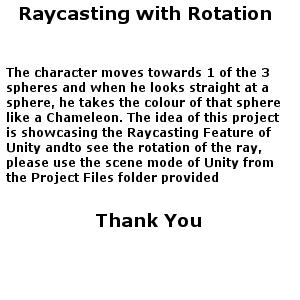 Raycasting with Rotation
The character moves towards 1 of the 3
spheres and when he looks straight at a
sphere, he takes the colour of that sphere
like a Chameleon. The idea of this project
is showcasing the Raycasting Feature of
Unity andto see the rotation of the ray,
please use the scene mode of Unity from
the Project Files folder provided
Thank You